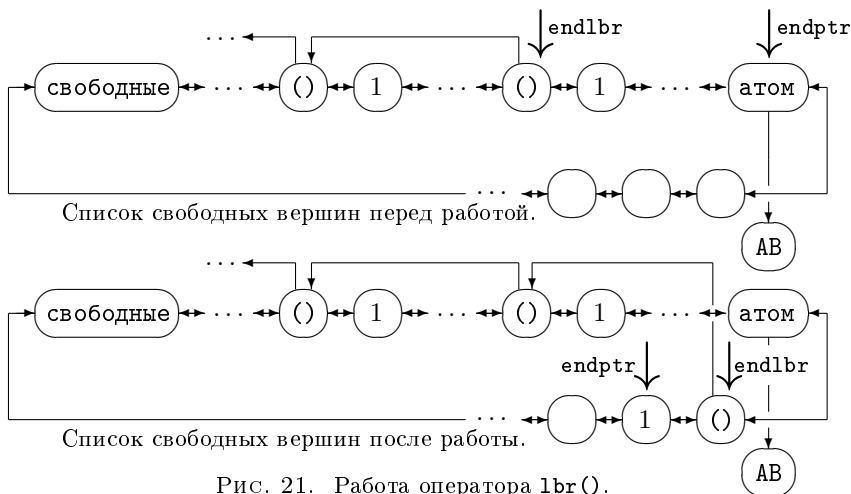 ... endlbr endptr
свободные ... () 1 ... () 1 ... атом
...
Список свободных вершин перед работой.
AB
...
свободные ... () 1 ... () 1 ... атом
endptr endlbr
... 1 ()
Список свободных вершин после работы.
AB
Рис. 21. Работа оператора lbr().